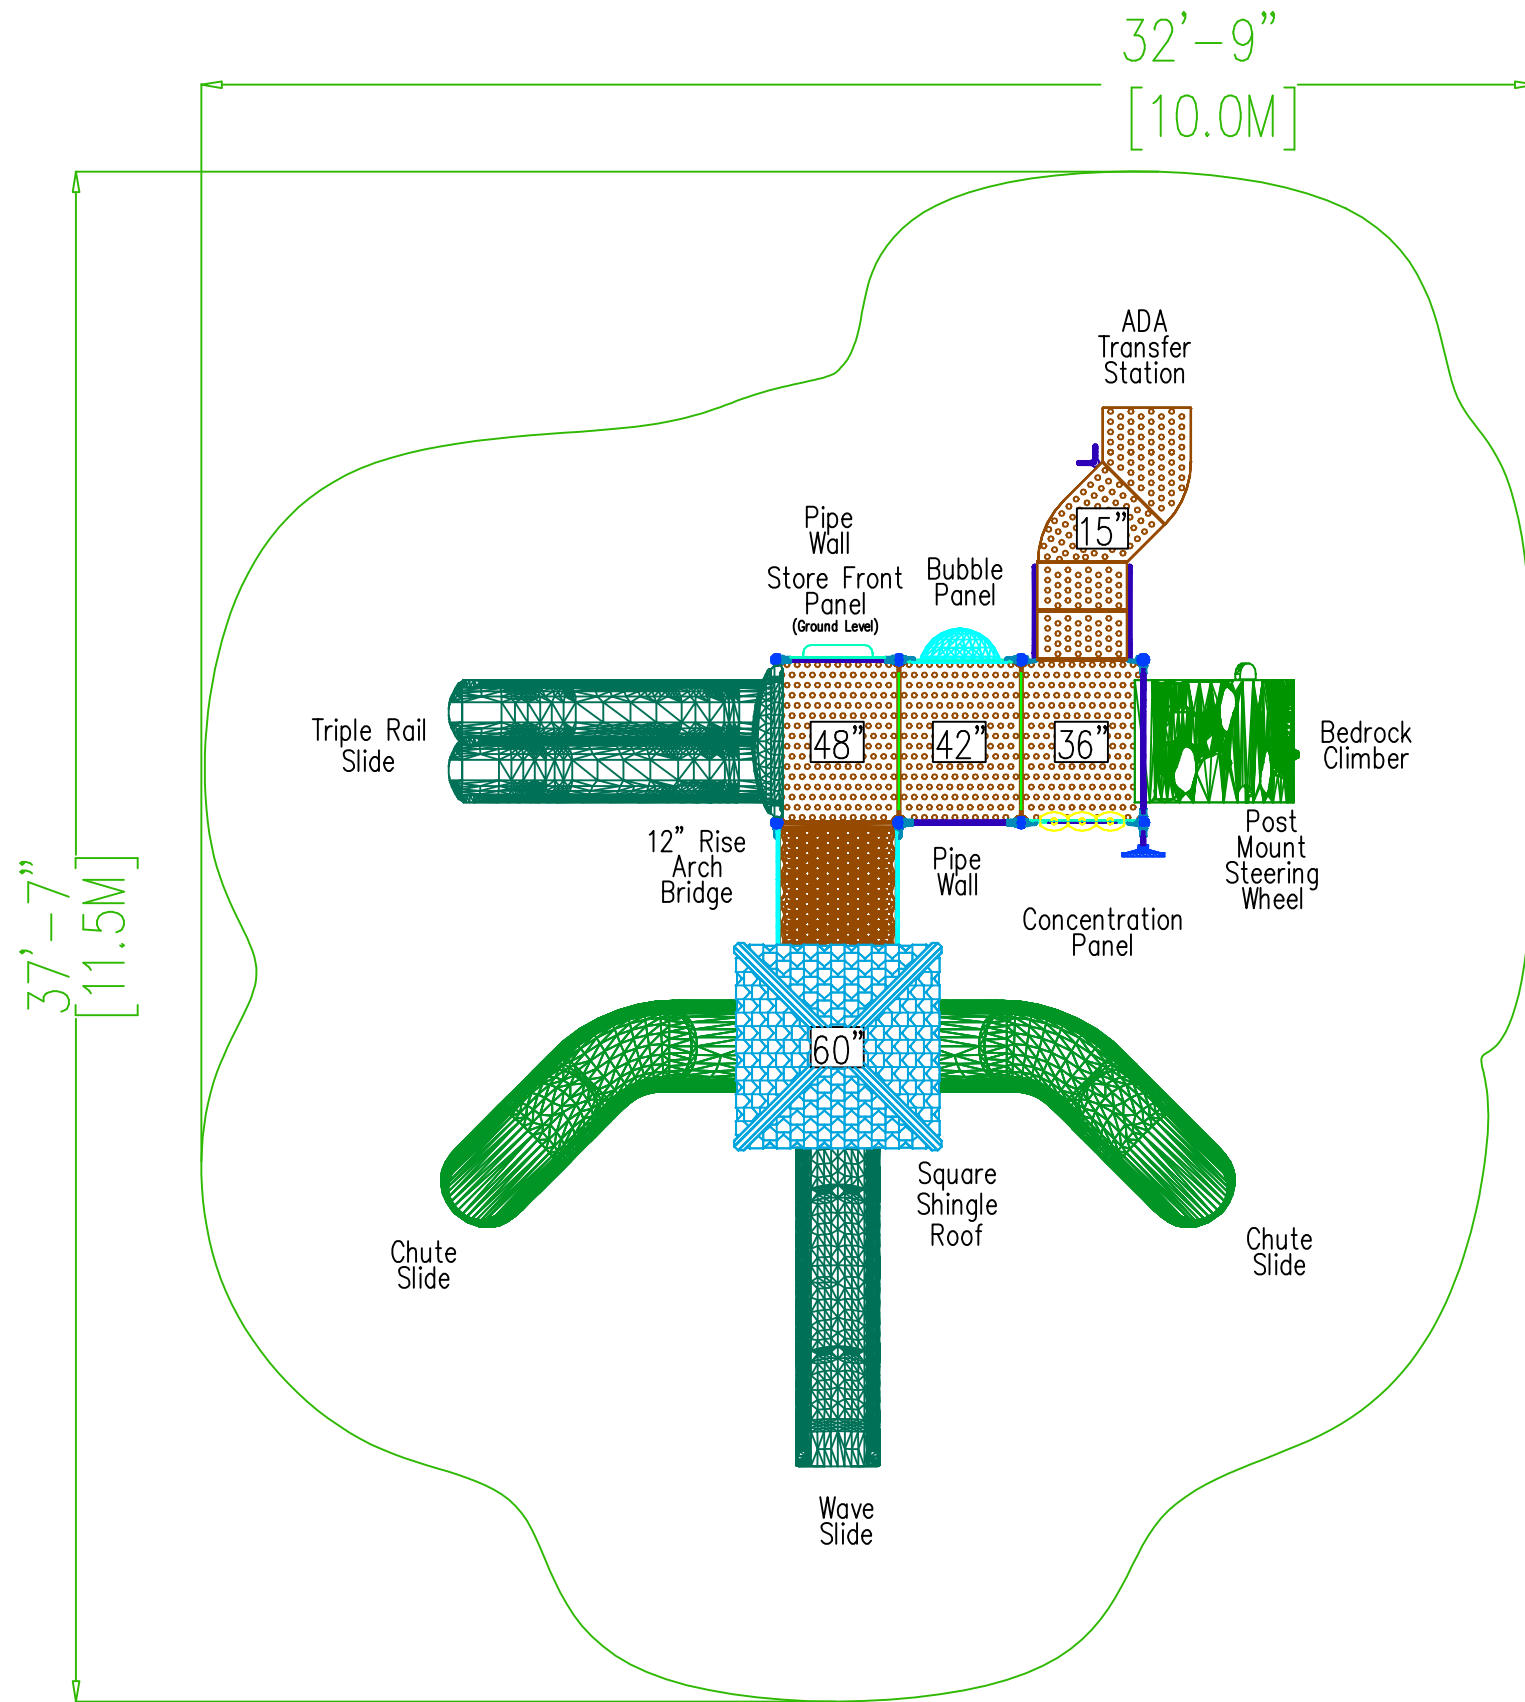 32’-9”
[10.0M]
ADA
Transfer
Station
15”
Pipe
Wall
Store Front
Panel
(Ground Level)
Bubble
Panel
Triple Rail
Slide
48”
42”
36”
Bedrock
Climber
12” Rise
Arch
Bridge
Pipe
Wall
Post
Mount
Steering
Wheel
Concentration
Panel
37’-7”
[11.5M]
60”
Square
Shingle
Roof
Chute
Slide
Chute
Slide
Wave
Slide